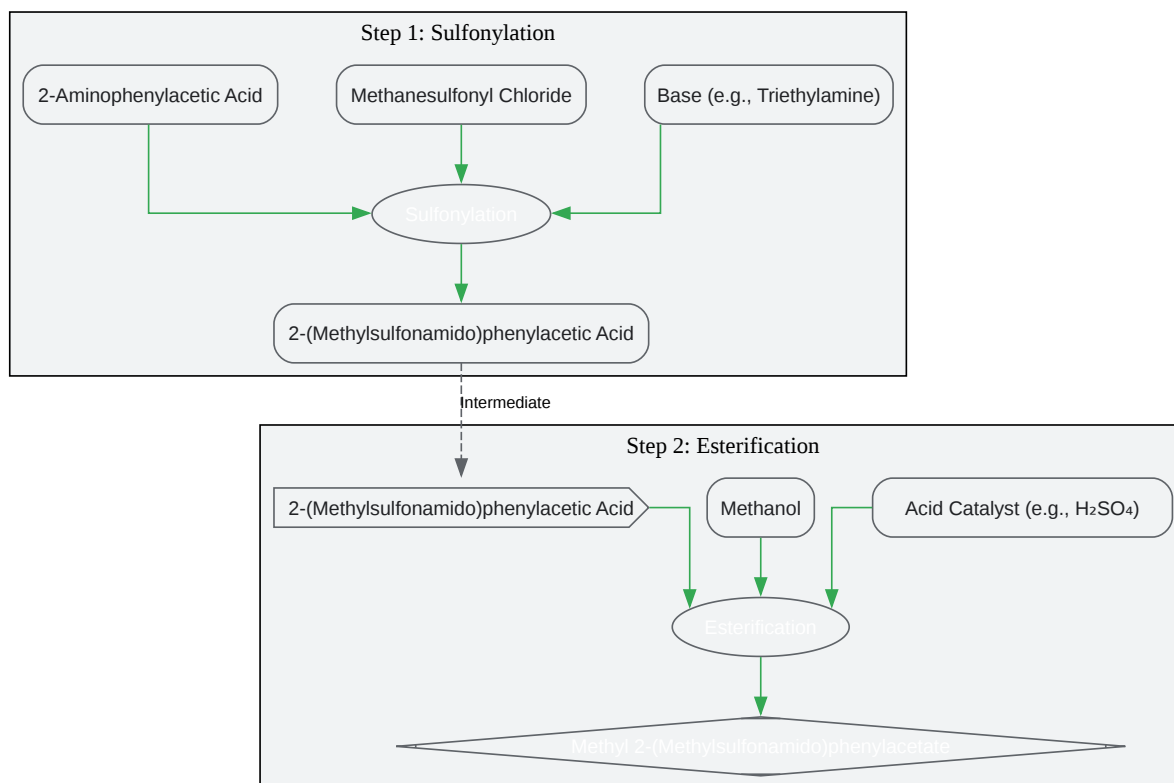 Step 1: Sulfonylation
2-Aminophenylacetic Acid
Methanesulfonyl Chloride
Base (e.g., Triethylamine)
Sulfonylation
2-(Methylsulfonamido)phenylacetic Acid
Intermediate
Step 2: Esterification
2-(Methylsulfonamido)phenylacetic Acid
Methanol
Acid Catalyst (e.g., H₂SO₄)
Esterification
Methyl 2-(Methylsulfonamido)phenylacetate